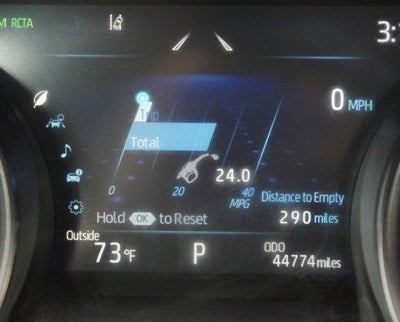 RCTA
3:
0 MPH
Trip
Total
24.0
0 20 40
MPG
Distance to Empty
290 miles
Hold OK to Reset
Outside
73°F
P
ODO
44774 miles